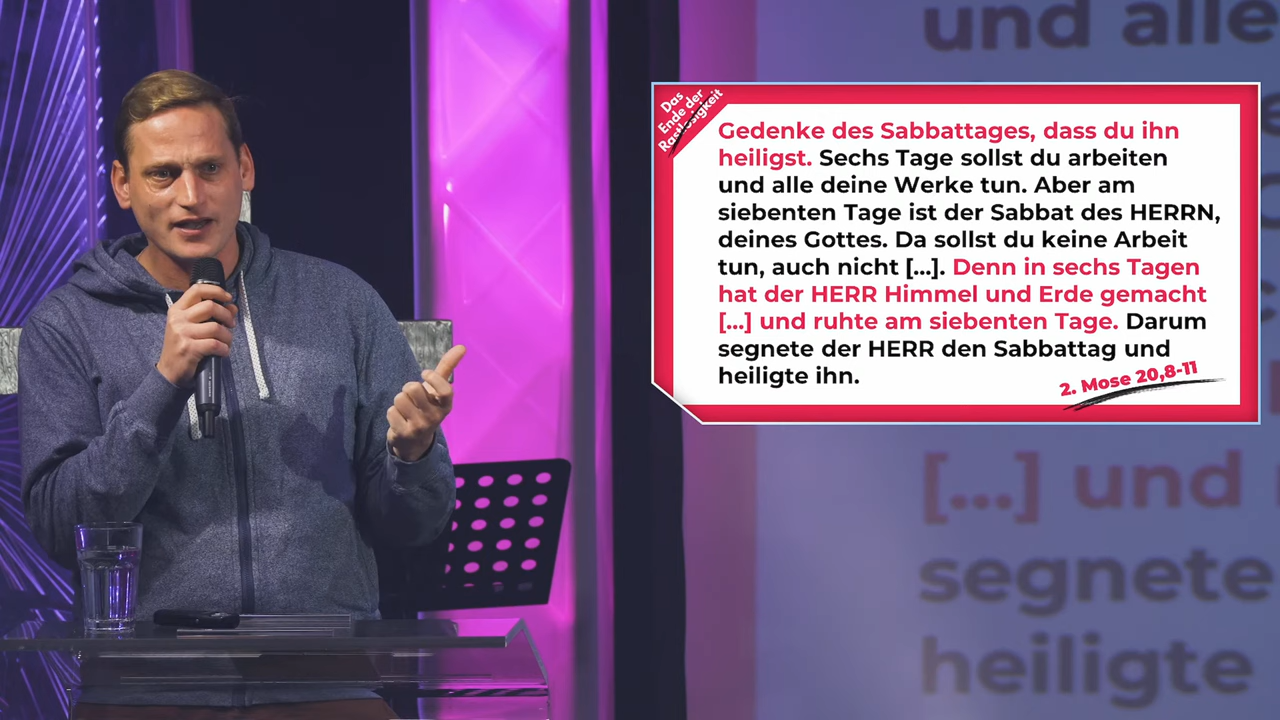 Das
Ende der
Rastlosigkeit
Gedenke des Sabbattages, dass du ihn
heiligst. Sechs Tage sollst du arbeiten
und alle deine Werke tun. Aber am
siebenten Tage ist der Sabbat des HERRN,
deines Gottes. Da sollst du keine Arbeit
tun, auch nicht [...]. Denn in sechs Tagen
hat der HERR Himmel und Erde gemacht
[...] und ruhte am siebenten Tage. Darum
segnete der HERR den Sabbattag und
heiligte ihn.
2. Mose 20,8-11
und alle
[...] und
segnete
heiligte